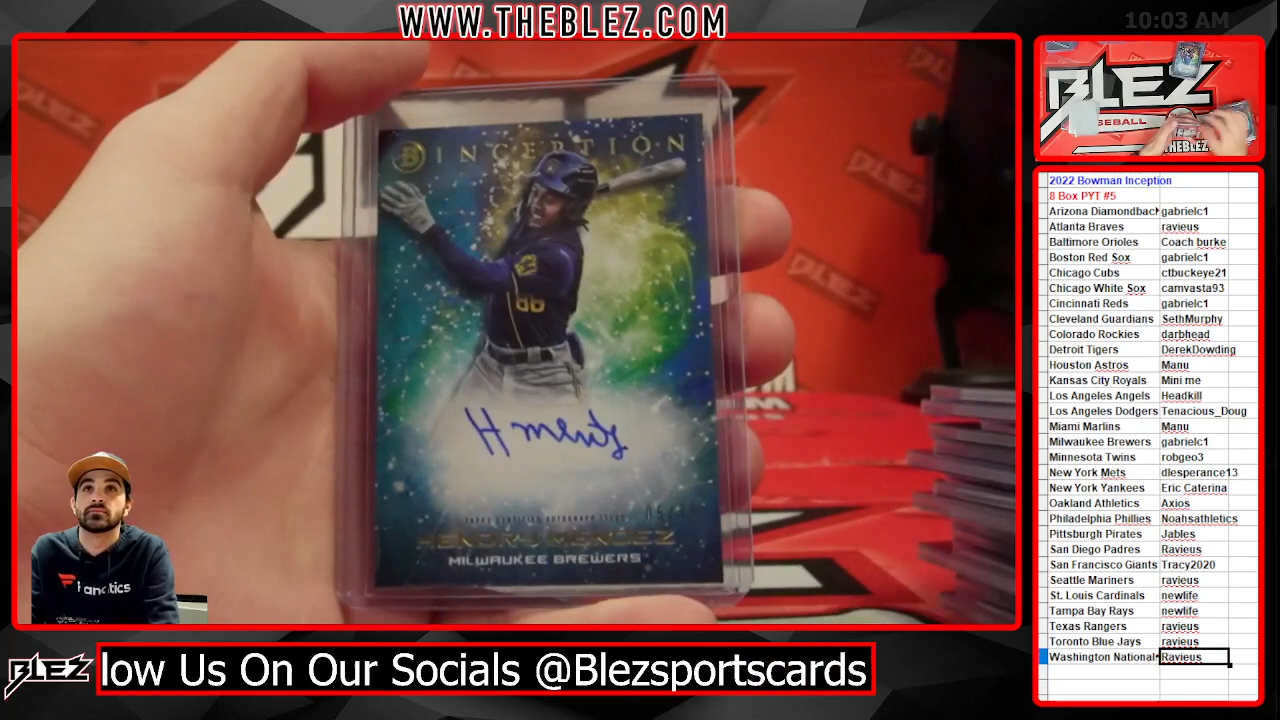 WWW.THEBLEZ.COM
10:03 AM
INCEPTION
86
H mendz
MENDEZ
MILWAUKEE BREWERS
Fanatics
BLEZ
BASEBALL
THEBLEZ
2022 Bowman Inception
8 Box PYT #5
Arizona Diamondback gabrielc1
Atlanta Braves ravieus
Baltimore Orioles Coach burke
Boston Red Sox gabrielc1
Chicago Cubs ctbuckeye21
Chicago White Sox camvasta93
Cincinnati Reds gabrielc1
Cleveland Guardians SethMurphy
Colorado Rockies darbhead
Detroit Tigers DerekDowding
Houston Astros Manu
Kansas City Royals Mini me
Los Angeles Angels Headkill
Los Angeles Dodgers Tenacious_Doug
Miami Marlins Manu
Milwaukee Brewers gabrielc1
Minnesota Twins robgeo3
New York Mets dlesperance13
New York Yankees Eric Caterina
Oakland Athletics Axios
Philadelphia Phillies Noahsathletics
Pittsburgh Pirates Jables
San Diego Padres Ravieus
San Francisco Giants Tracy2020
Seattle Mariners ravieus
St. Louis Cardinals newlife
Tampa Bay Rays newlife
Texas Rangers ravieus
Toronto Blue Jays ravieus
Washington National Ravieus
BLEZ
low Us On Our Socials @Blezsportscards